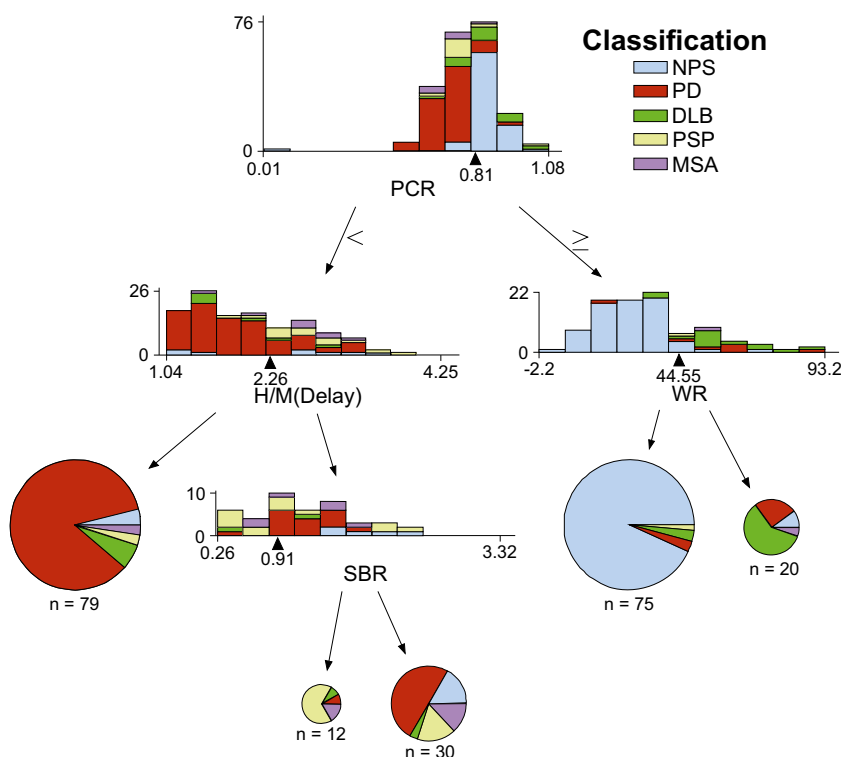 76
0
0.01
0.81
1.08
PCR
Classification
NPS
PD
DLB
PSP
MSA
<
≥
26
0
1.04
2.26
4.25
H/M(Delay)
22
0
-2.2
44.55
93.2
WR
n = 79
10
0
0.26
0.91
3.32
SBR
n = 75
n = 20
n = 12
n = 30